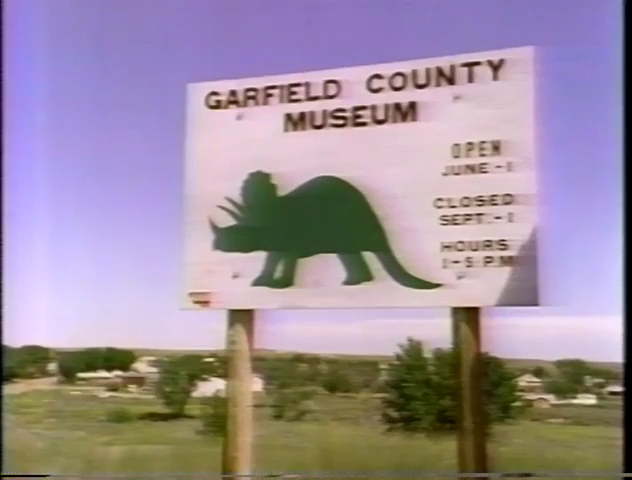 GARFIELD COUNTY
MUSEUM
OPEN
JUNE-1
CLOSED
SEPT.-1
HOURS
1-5 P.M